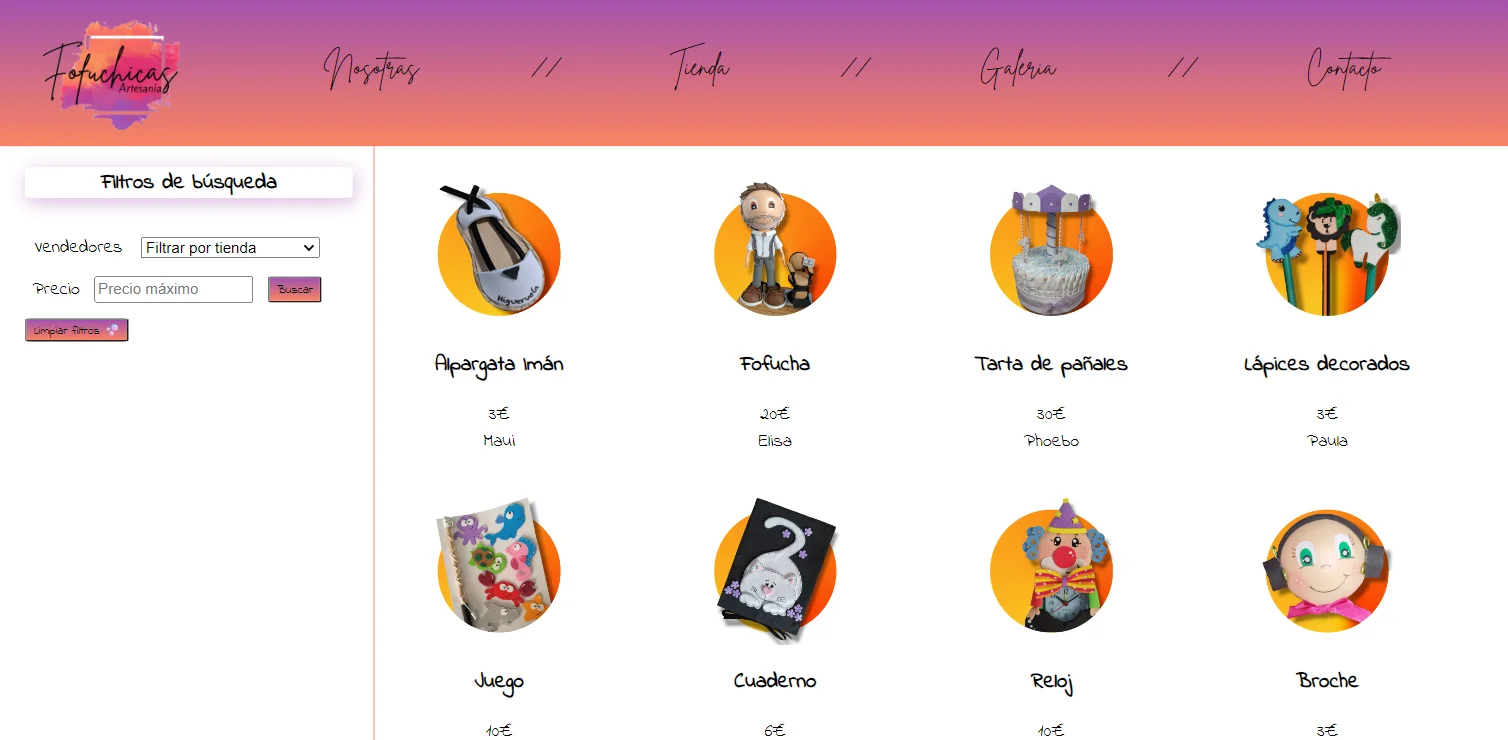 Fofuchicas
Artesanía
Nosotras // Tienda // Galeria // Contacto
Filtros de búsqueda
Vendedores Filtrar por tienda
Precio Precio máximo Buscar
Limpiar filtros
Higueruela
Alpargata Imán Fofucha Tarta de pañales Lápices decorados
3€ 20€ 30€ 3€
Maui Elisa Phoebo Paula
Juego Cuaderno Reloj Broche
10€ 6€ 10€ 3€